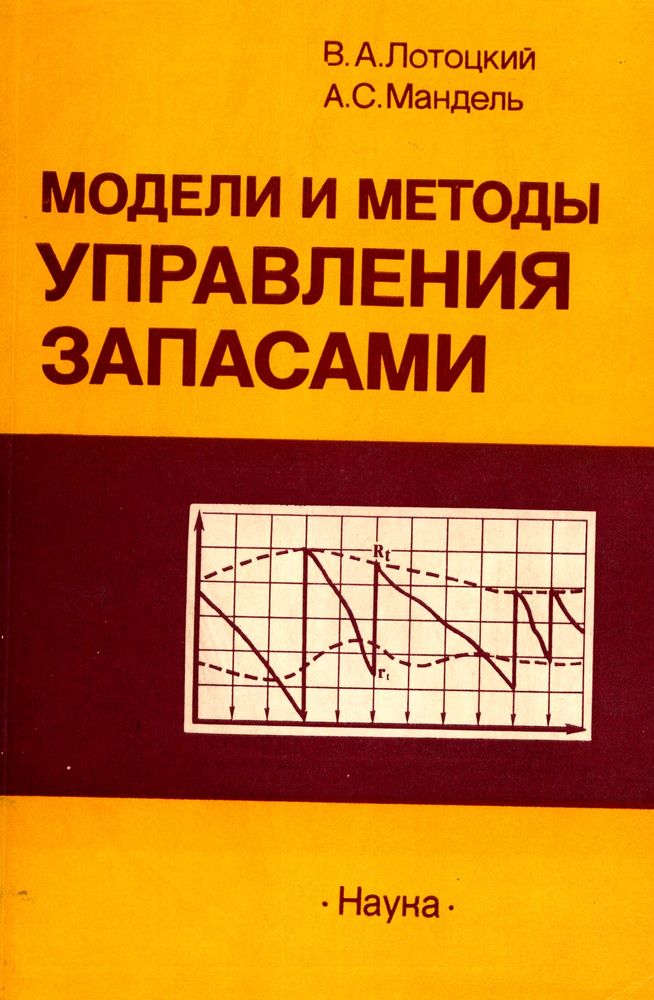 В.А.Лотоцкий
А.С.Мандель
МОДЕЛИ И МЕТОДЫ
УПРАВЛЕНИЯ
ЗАПАСАМИ
Rt
rt
· Наука ·